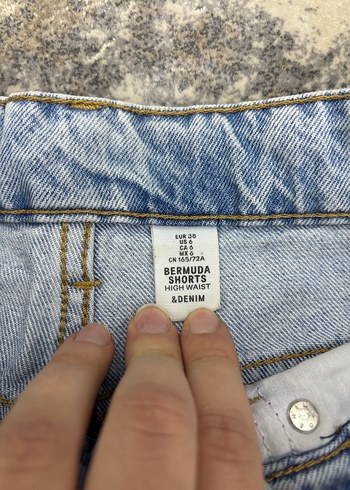 EUR 38
US 6
CA 6
MX 6
CN 165/72A
BERMUDA
SHORTS
HIGH WAIST
&DENIM